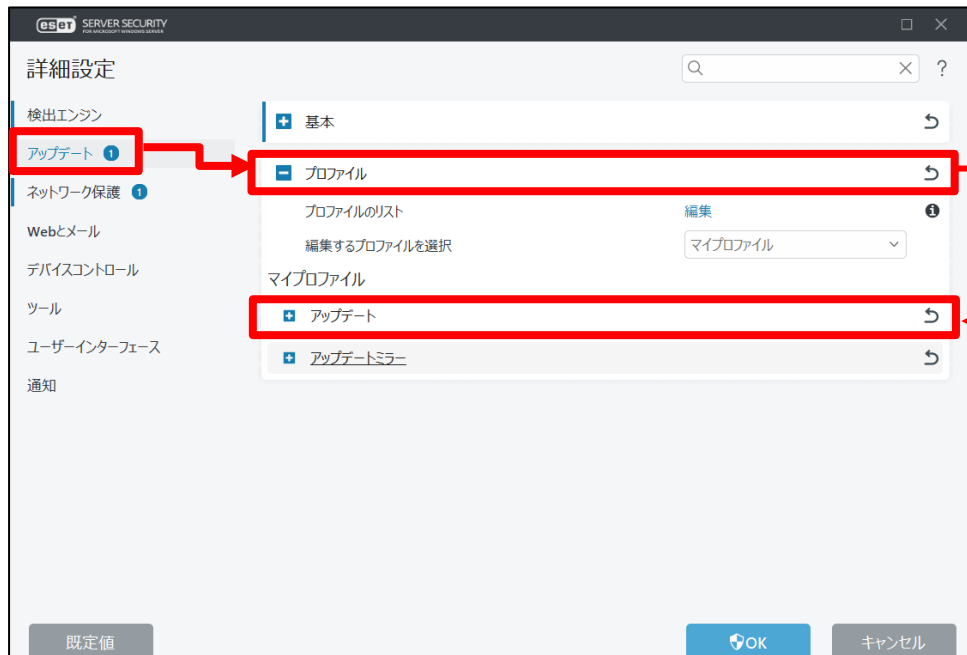 eset SERVER SECURITY
FOR MICROSOFT WINDOWS SERVER
詳細設定
?
検出エンジン
アップデート 1
ネットワーク保護 1
Webとメール
デバイスコントロール
ツール
ユーザーインターフェース
通知
基本
プロファイル
プロファイルのリスト 編集
編集するプロファイルを選択 マイプロファイル
マイプロファイル
アップデート
アップデートミラー
既定値 OK キャンセル